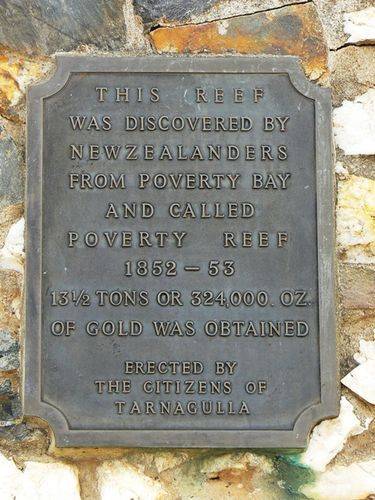 THIS REEF
WAS DISCOVERED BY
NEWZEALANDERS
FROM POVERTY BAY
AND CALLED
POVERTY REEF
1852-53
13½ TONS OR 324,000. OZ.
OF GOLD WAS OBTAINED
ERECTED BY
THE CITIZENS OF
TARNAGULLA